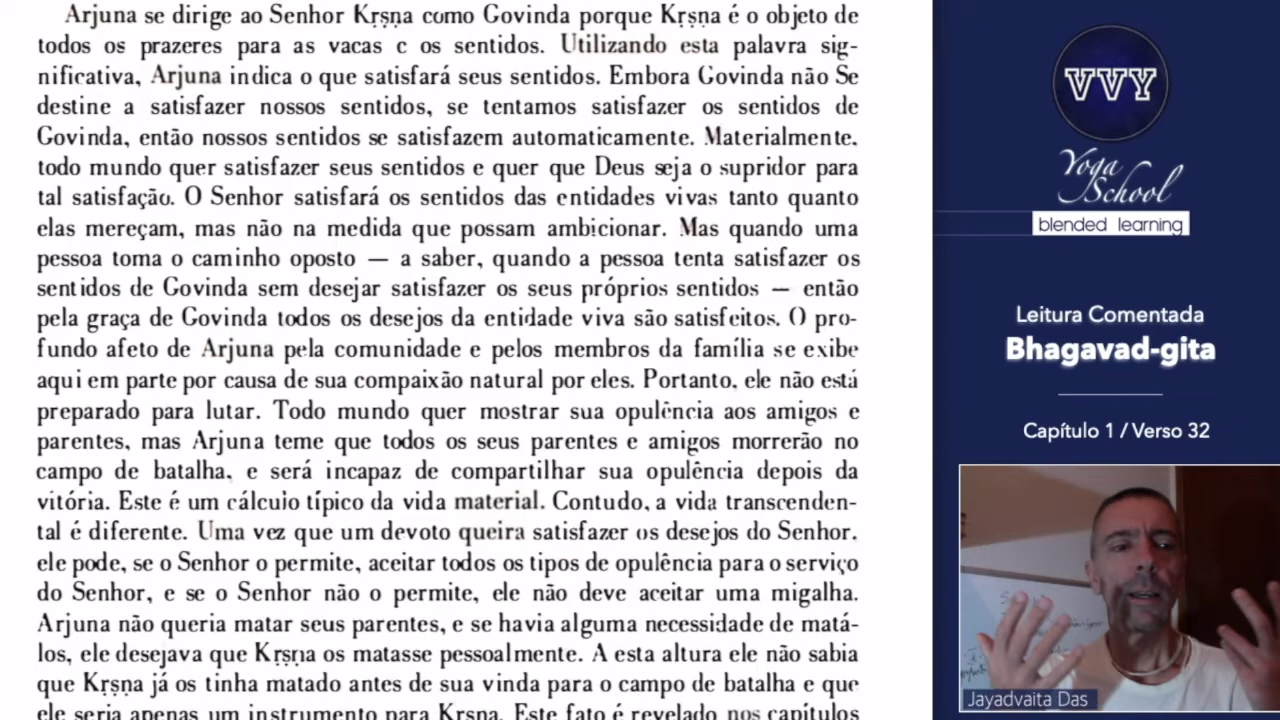 Arjuna se dirige ao Senhor Kṛṣṇa como Govinda porque Kṛṣṇa é o objeto de
todos os prazeres para as vacas e os sentidos. Utilizando esta palavra sig-
nificativa, Arjuna indica o que satisfará seus sentidos. Embora Govinda não Se
destine a satisfazer nossos sentidos, se tentamos satisfazer os sentidos de
Govinda, então nossos sentidos se satisfazem automaticamente. Materialmente,
todo mundo quer satisfazer seus sentidos e quer que Deus seja o supridor para
tal satisfação. O Senhor satisfará os sentidos das entidades vivas tanto quanto
elas mereçam, mas não na medida que possam ambicionar. Mas quando uma
pessoa toma o caminho oposto — a saber, quando a pessoa tenta satisfazer os
sentidos de Govinda sem desejar satisfazer os seus próprios sentidos — então
pela graça de Govinda todos os desejos da entidade viva são satisfeitos. O pro-
fundo afeto de Arjuna pela comunidade e pelos membros da família se exibe
aqui em parte por causa de sua compaixão natural por eles. Portanto, ele não está
preparado para lutar. Todo mundo quer mostrar sua opulência aos amigos e
parentes, mas Arjuna teme que todos os seus parentes e amigos morrerão no
campo de batalha, e será incapaz de compartilhar sua opulência depois da
vitória. Este é um cálculo típico da vida material. Contudo, a vida transcenden-
tal é diferente. Uma vez que um devoto queira satisfazer os desejos do Senhor,
ele pode, se o Senhor o permite, aceitar todos os tipos de opulência para o serviço
do Senhor, e se o Senhor não o permite, ele não deve aceitar uma migalha.
Arjuna não queria matar seus parentes, e se havia alguma necessidade de matá-
los, ele desejava que Kṛṣṇa os matasse pessoalmente. A esta altura ele não sabia
que Kṛṣṇa já os tinha matado antes de sua vinda para o campo de batalha e que
ele seria apenas um instrumento para Kṛṣṇa. Este fato é revelado nos capítulos
VVY
Yoga
School
blended learning
Leitura Comentada
Bhagavad-gita
Capítulo 1 / Verso 32
Jayadvaita Das